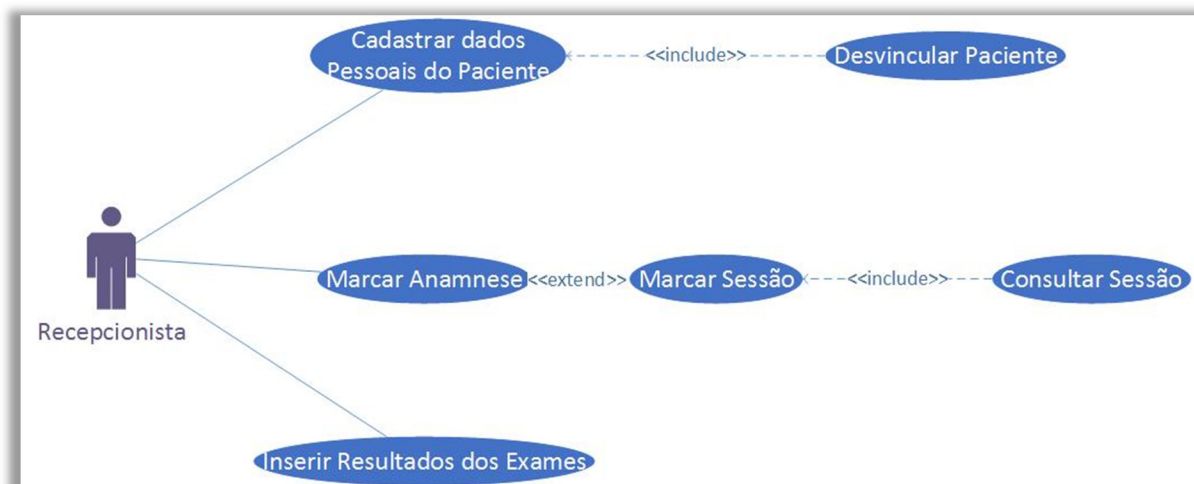 Cadastrar dados
Pessoais do Paciente
<<include>>
Desvincular Paciente
Recepcionista
Marcar Anamnese
<<extend>>
Marcar Sessão
<<include>>
Consultar Sessão
Inserir Resultados dos Exames